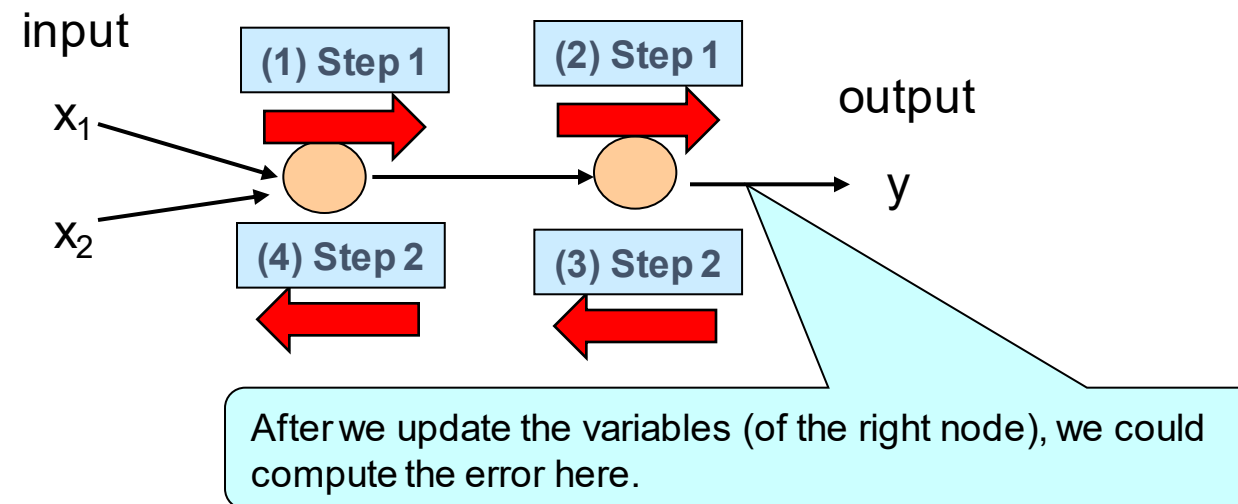 input
(1) Step 1
(2) Step 1
output
x1
y
x2
(4) Step 2
(3) Step 2
After we update the variables (of the right node), we could
compute the error here.